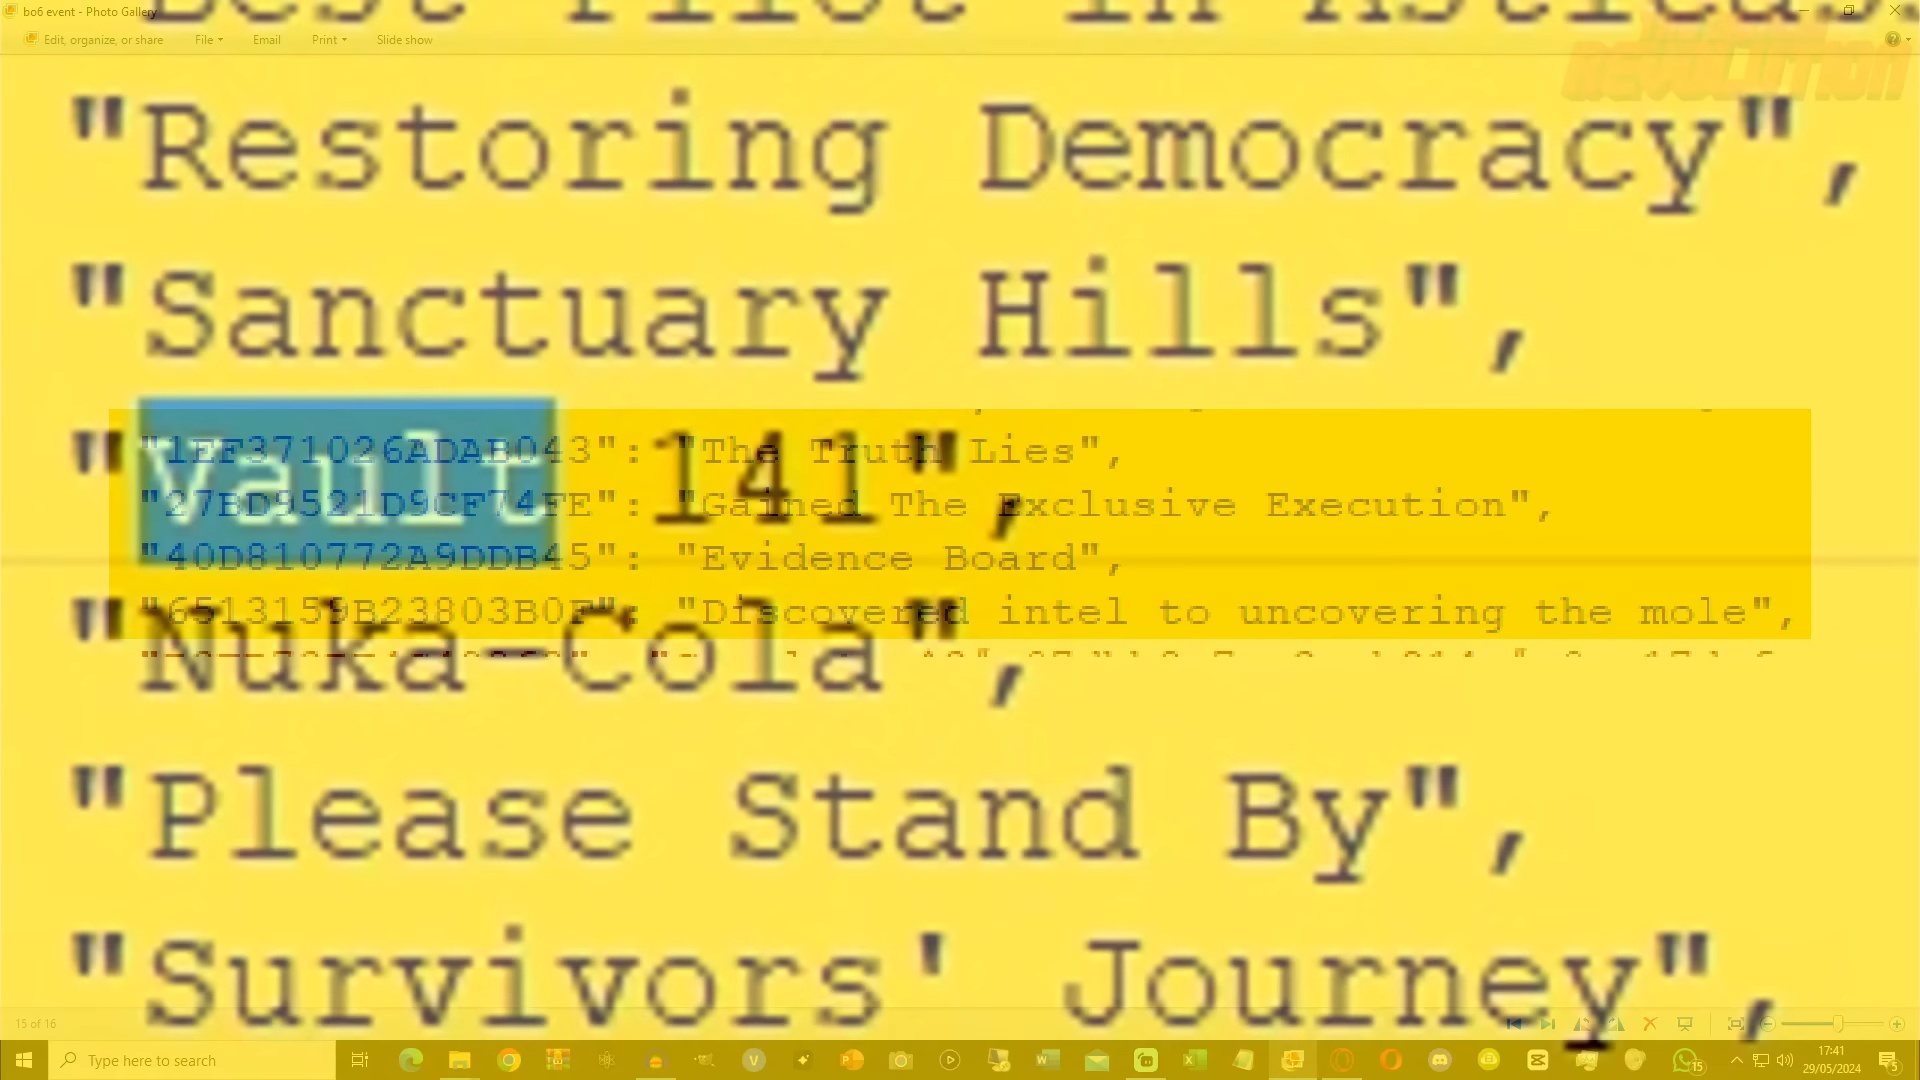 bo6 event - Photo Gallery
Edit, organize, or share File Email Print Slide show
"Restoring Democracy",
"Sanctuary Hills",
"Vault 141",
"1EF371026ADAB043": "The Truth Lies",
"27BD9521D9CF74FE": "Gained The Exclusive Execution",
"40D810772A9DDB45": "Evidence Board",
"6513159B23803B0F": "Discovered intel to uncovering the mole",
"Nuka-Cola",
"Please Stand By",
"Survivors' Journey",
15 of 16
Type here to search
17:41
29/05/2024